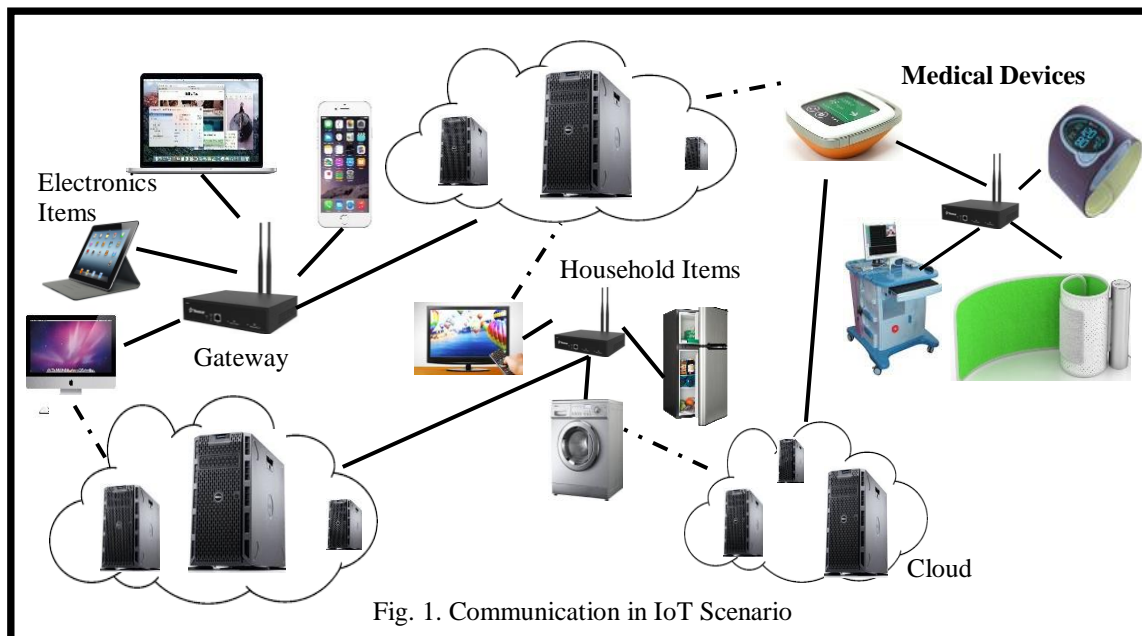 Medical Devices
Electronics
Items
Household Items
Gateway
Cloud
Fig. 1. Communication in IoT Scenario